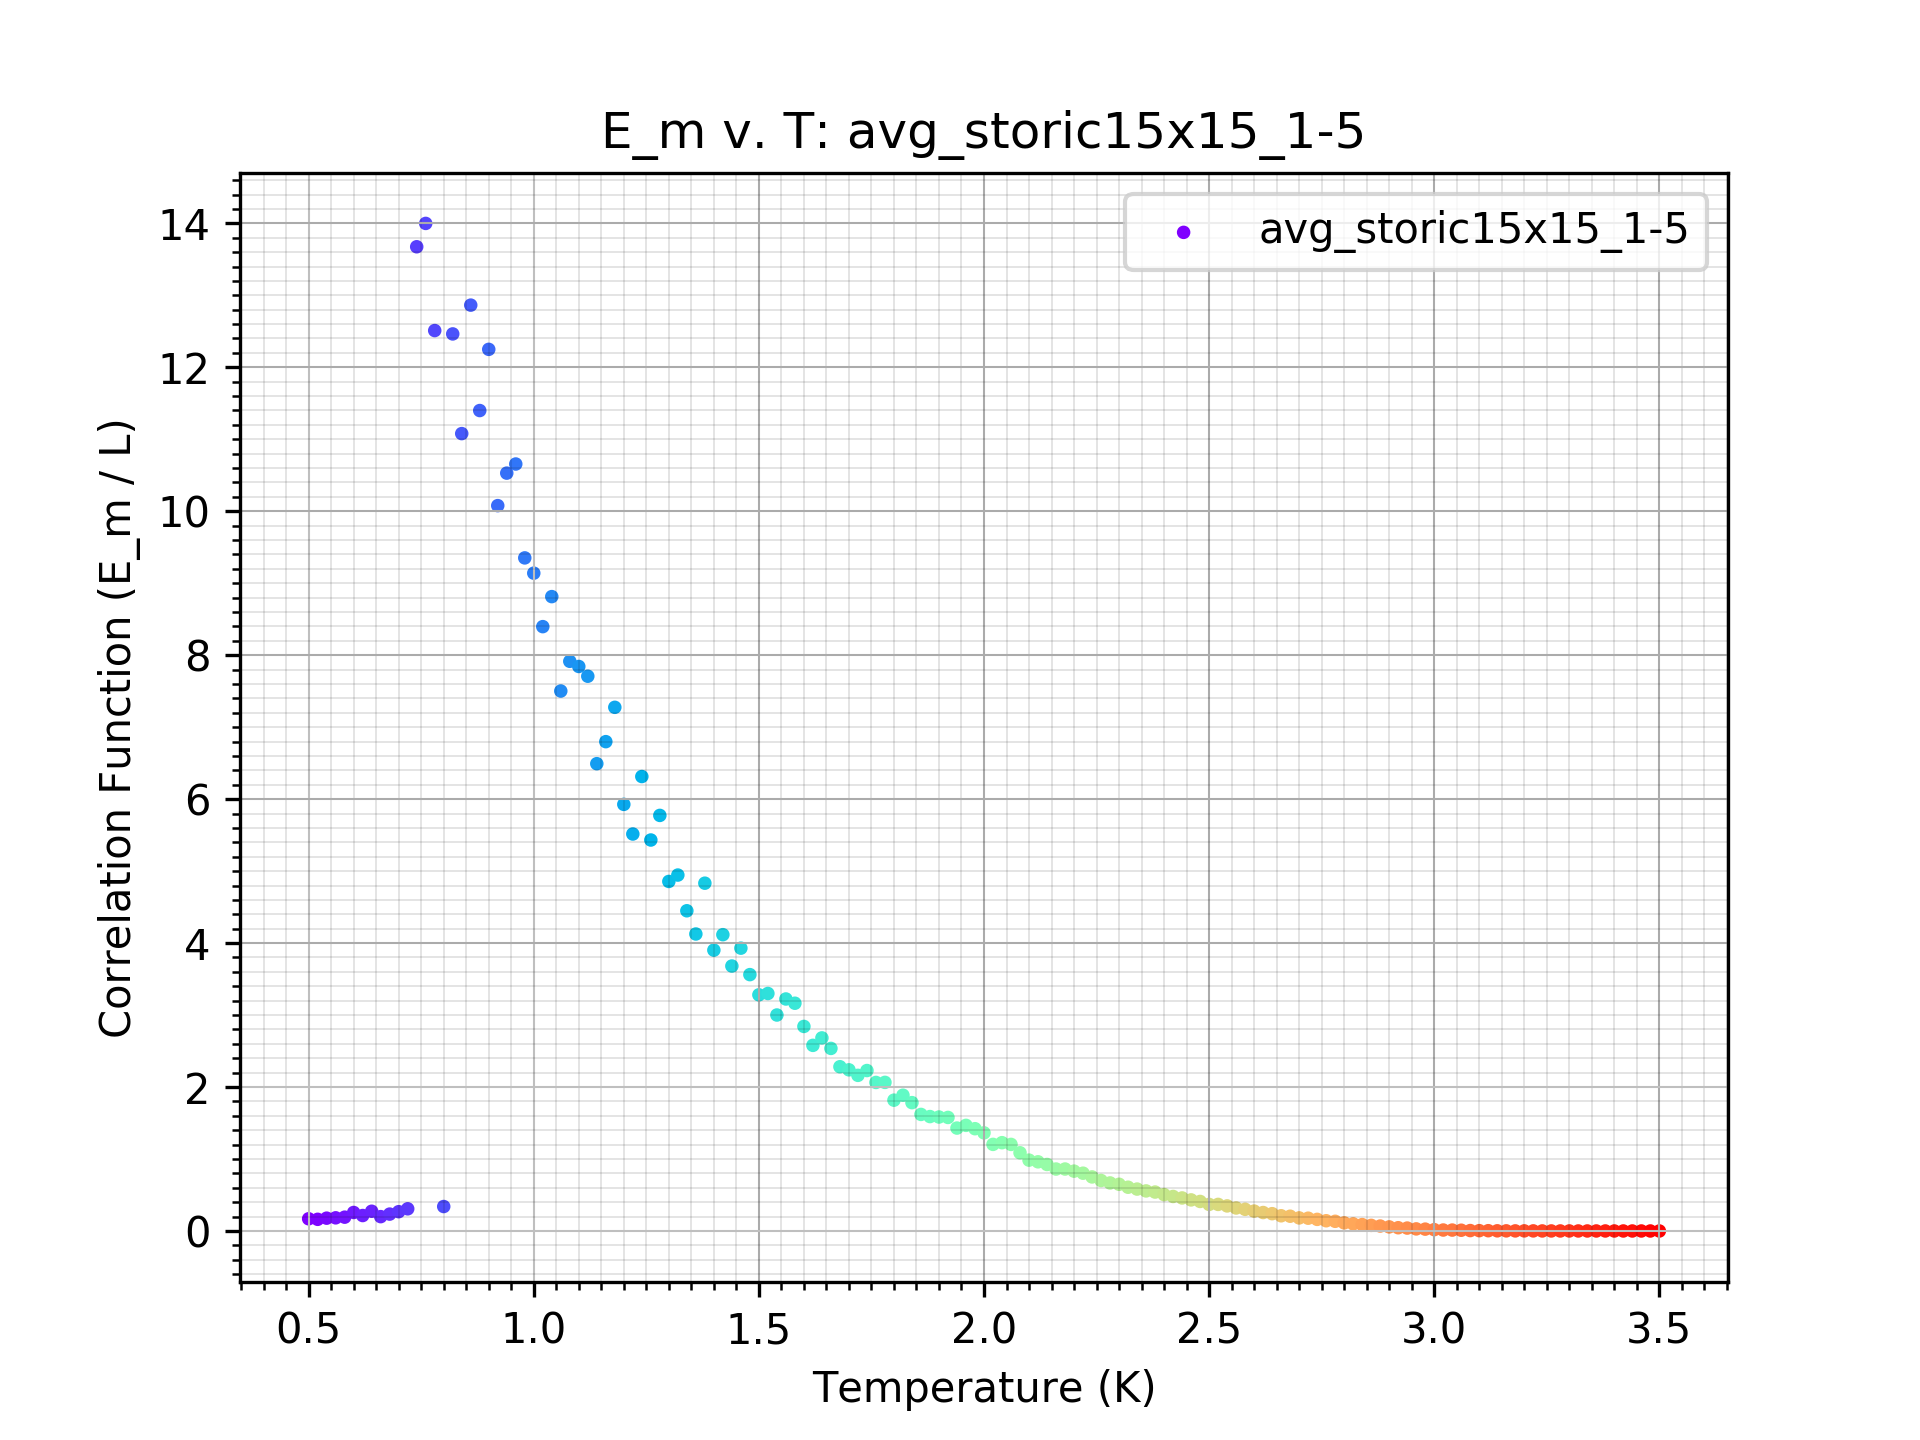 E_m v. T: avg_storic15x15_1-5
avg_storic15x15_1-5
Correlation Function (E_m / L)
14
12
10
8
6
4
2
0
0.5 1.0 1.5 2.0 2.5 3.0 3.5
Temperature (K)